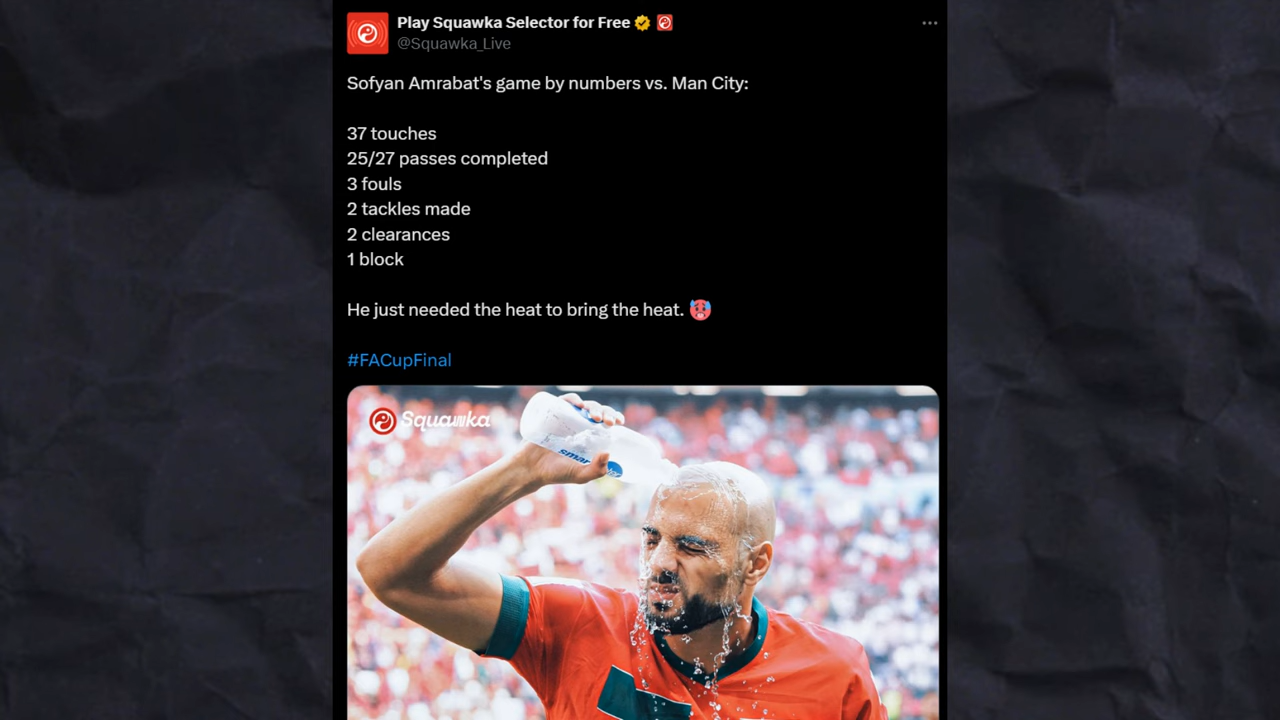 Play Squawka Selector for Free
@Squawka_Live
Sofyan Amrabat's game by numbers vs. Man City:
37 touches
25/27 passes completed
3 fouls
2 tackles made
2 clearances
1 block
He just needed the heat to bring the heat. 🥵
#FACupFinal
Squawka
smar